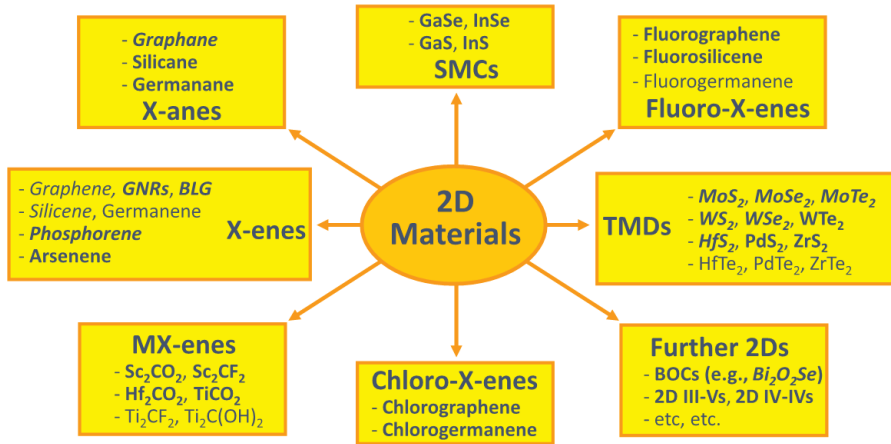 - Graphane
- Silicane
- Germanane
X-anes
- GaSe, InSe
- GaS, InS
SMCs
- Fluorographene
- Fluorosilicene
- Fluorogermanene
Fluoro-X-enes
- Graphene, GNRs, BLG
- Silicene, Germanene
- Phosphorene
- Arsenene
X-enes
2D
Materials
TMDs
- MoS₂, MoSe₂, MoTe₂
- WS₂, WSe₂, WTe₂
- HfS₂, PdS₂, ZrS₂
- HfTe₂, PdTe₂, ZrTe₂
MX-enes
- Sc₂CO₂, Sc₂CF₂
- Hf₂CO₂, TiCO₂
- Ti₂CF₂, Ti₂C(OH)₂
Chloro-X-enes
- Chlorographene
- Chlorogermanene
Further 2Ds
- BOCs (e.g., Bi₂O₂Se)
- 2D III-Vs, 2D IV-IVs
- etc, etc.